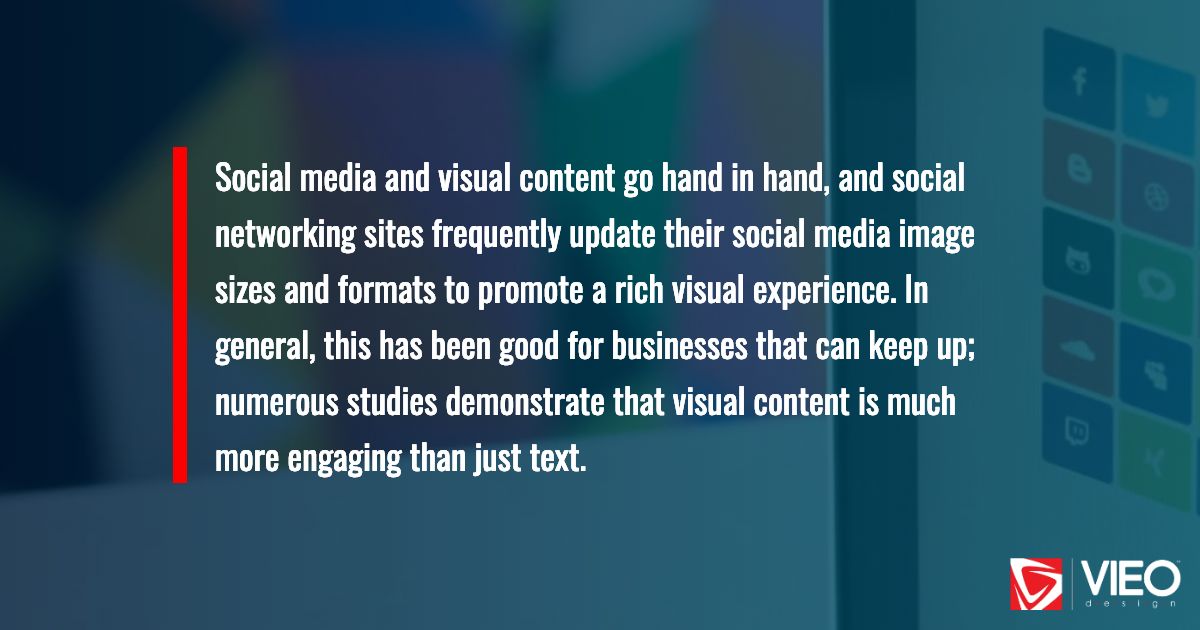 Social media and visual content go hand in hand, and social
networking sites frequently update their social media image
sizes and formats to promote a rich visual experience. In
general, this has been good for businesses that can keep up;
numerous studies demonstrate that visual content is much
more engaging than just text.
VIEO
design